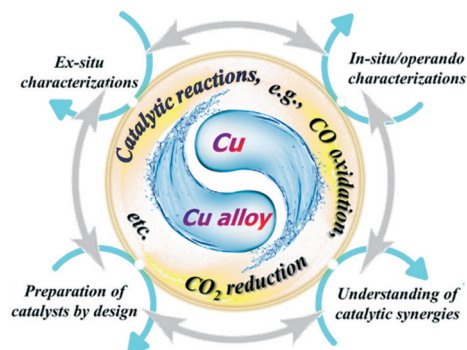 Ex-situ
characterizations
In-situ/operando
characterizations
Catalytic reactions, e.g., CO oxidation,
CO₂ reduction
etc.
Cu
Cu alloy
Preparation of
catalysts by design
Understanding of
catalytic synergies